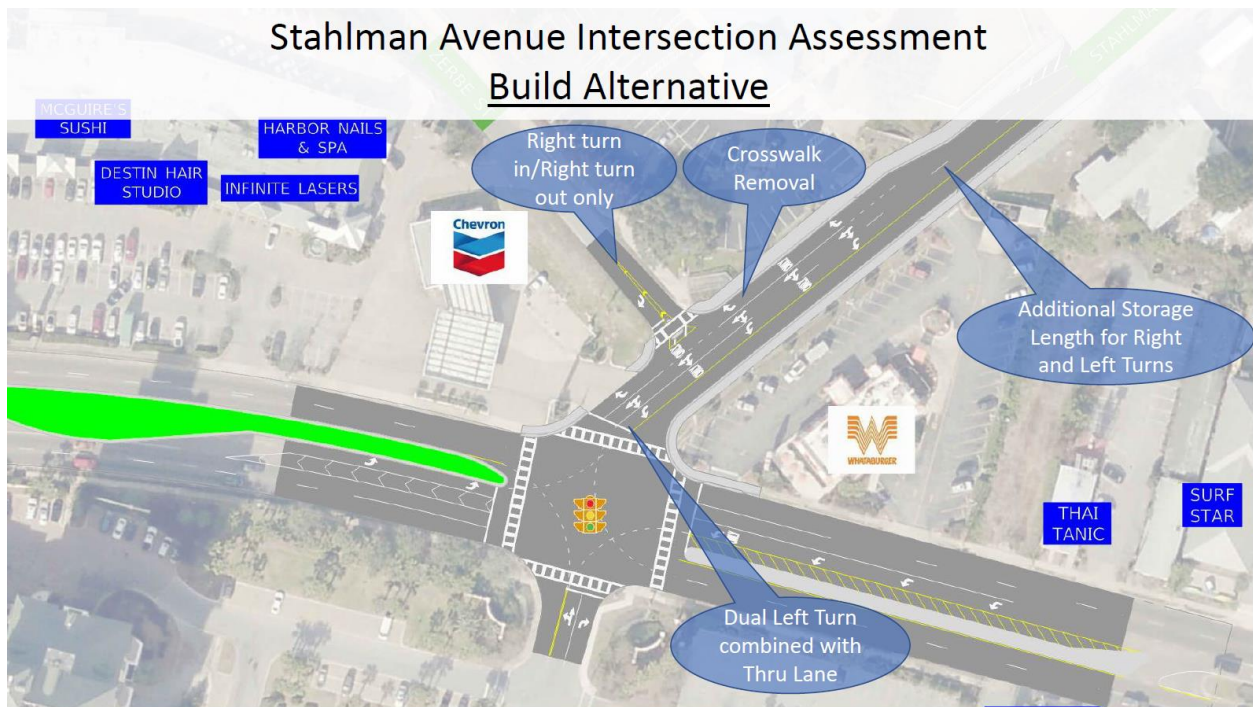 Stahlman Avenue Intersection Assessment
Build Alternative
STAHLMA
MCGUIRE'S
SUSHI
HARBOR NAILS
& SPA
DESTIN HAIR
STUDIO
INFINITE LASERS
Right turn
in/Right turn
out only
Crosswalk
Removal
Chevron
Additional Storage
Length for Right
and Left Turns
WHATABURGER
THAI
TANIC
SURF
STAR
Dual Left Turn
combined with
Thru Lane